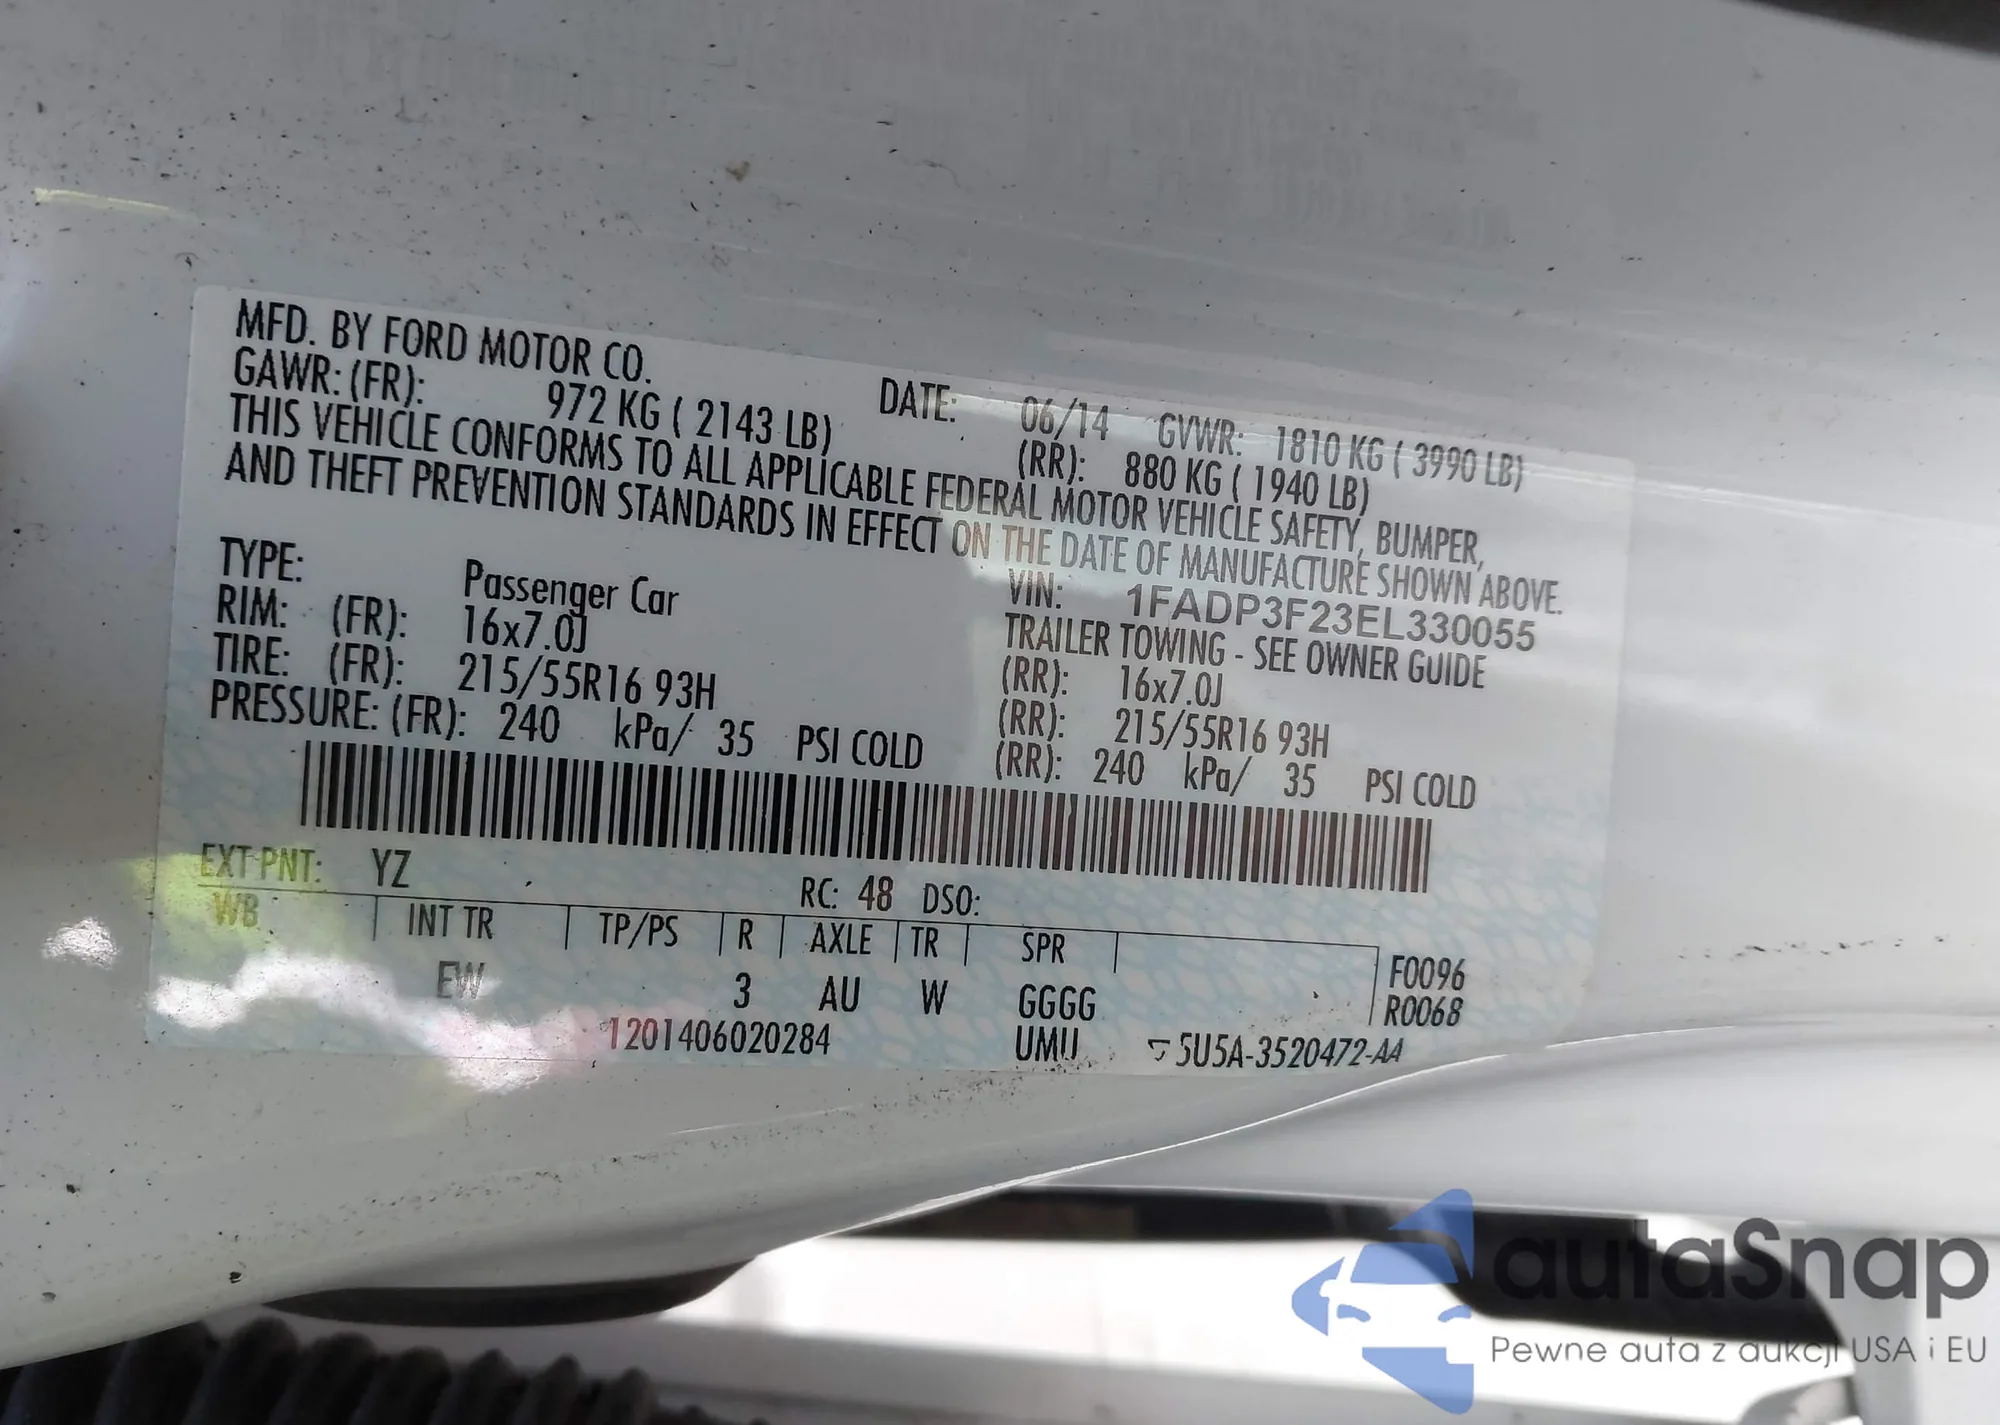 MFD. BY FORD MOTOR CO. DATE: 06/14 GVWR: 1810 KG ( 3990 LB)
GAWR: (FR): 972 KG ( 2143 LB) (RR): 880 KG ( 1940 LB)
THIS VEHICLE CONFORMS TO ALL APPLICABLE FEDERAL MOTOR VEHICLE SAFETY, BUMPER,
AND THEFT PREVENTION STANDARDS IN EFFECT ON THE DATE OF MANUFACTURE SHOWN ABOVE.
VIN: 1FADP3F23EL330055
TYPE: Passenger Car TRAILER TOWING - SEE OWNER GUIDE
RIM: (FR): 16x7.0J (RR): 16x7.0J
TIRE: (FR): 215/55R16 93H (RR): 215/55R16 93H
PRESSURE: (FR): 240 kPa/ 35 PSI COLD (RR): 240 kPa/ 35 PSI COLD
EXT PNT: YZ RC: 48 DSO:
WB INT TR TP/PS R AXLE TR SPR F0096
EW 3 AU W GGGG R0068
1201406020284 UMU 5U5A-3520472-AA
autaSnap
Pewne auta z aukcji USA i EU